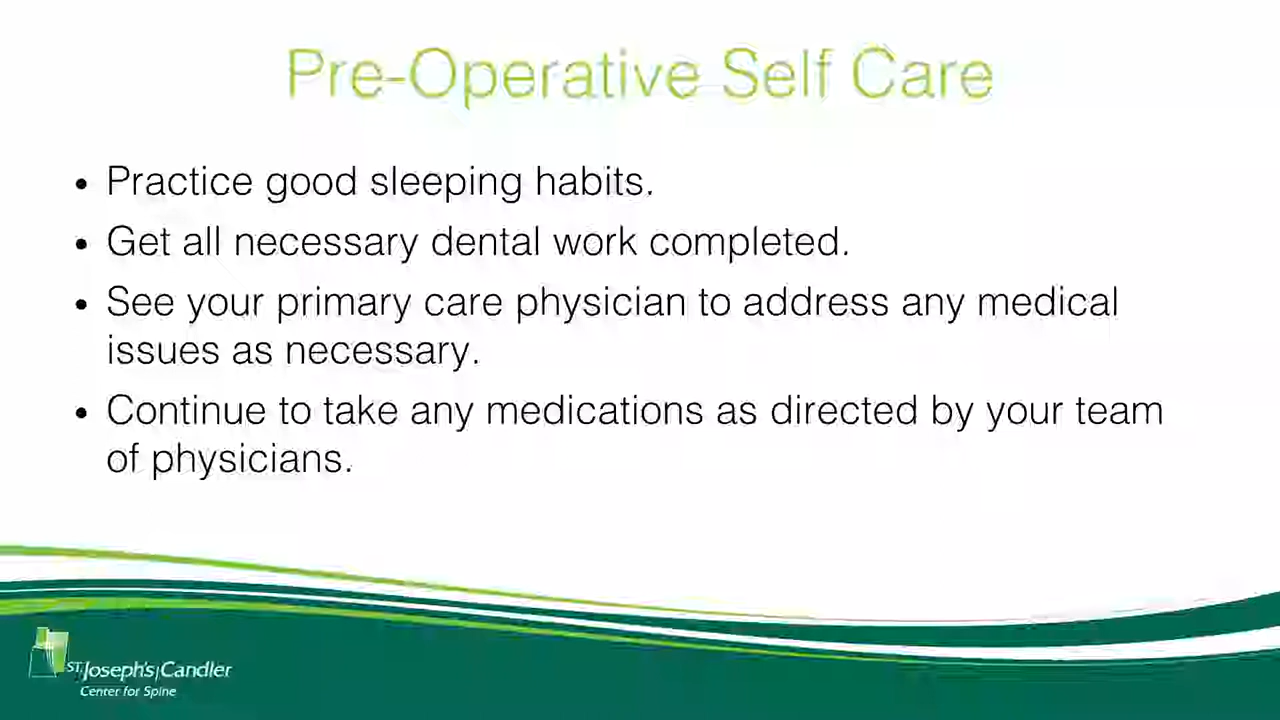 Pre-Operative Self Care
• Practice good sleeping habits.
• Get all necessary dental work completed.
• See your primary care physician to address any medical
issues as necessary.
• Continue to take any medications as directed by your team
of physicians.
ST. Joseph's|Candler
Center for Spine